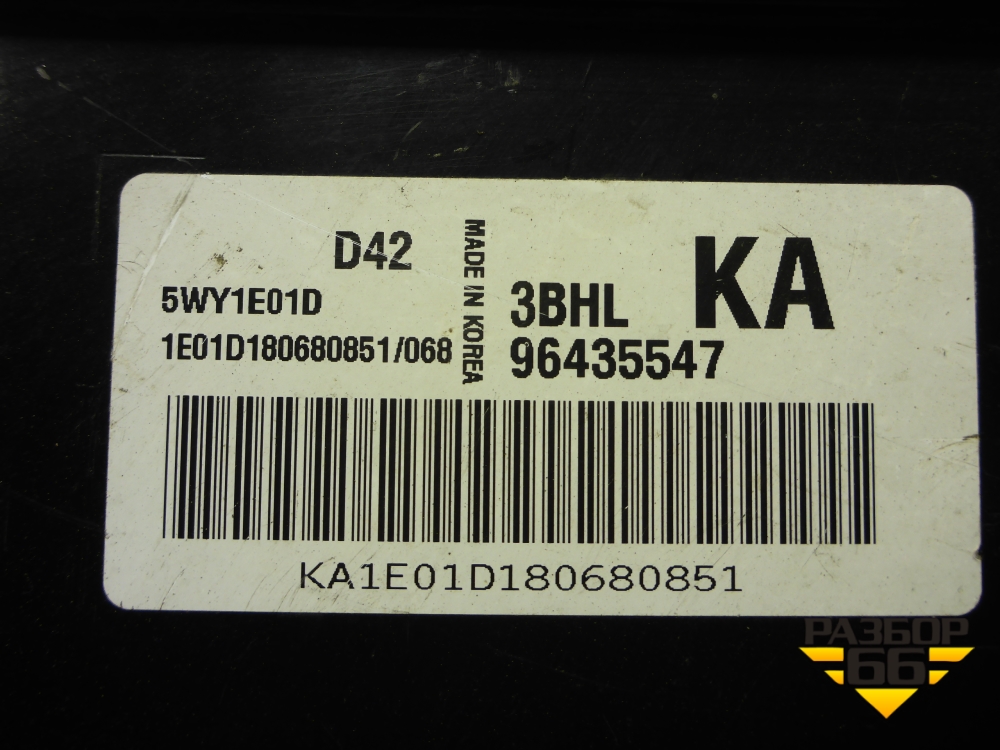 D42
5WY1E01D
1E01D180680851/068
MADE IN KOREA
3BHL
KA
96435547
KA1E01D180680851
РАЗБОР
66